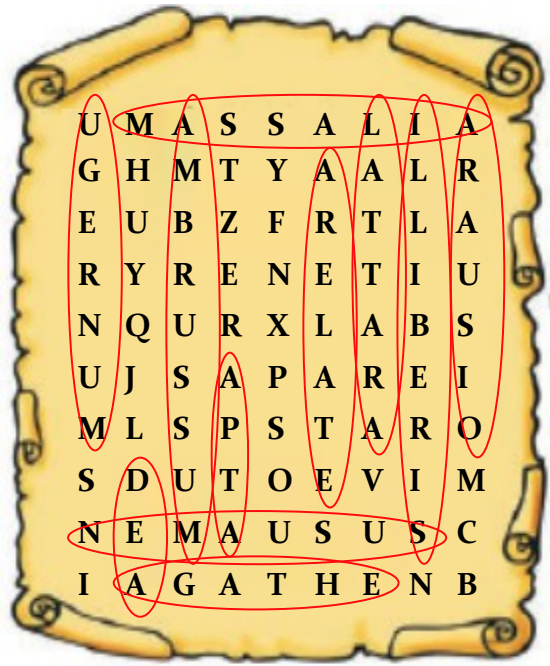 U M A S S A L I A
G H M T Y A A L R
E U B Z F R T L A
R Y R E N E T I U
N Q U R X L A B S
U J S A P A R E I
M L S P S T A R O
S D U T O E V I M
N E M A U S U S C
I A G A T H E N B